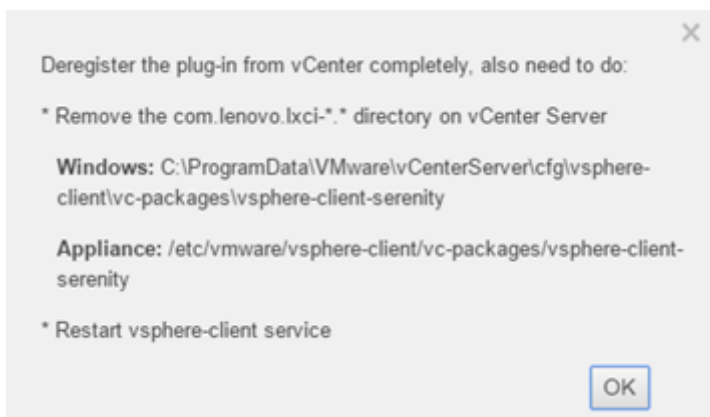 Deregister the plug-in from vCenter completely, also need to do:
* Remove the com.lenovo.lxci-*.* directory on vCenter Server
Windows: C:\ProgramData\VMware\vCenterServer\cfg\vsphere-
client\vc-packages\vsphere-client-serenity
Appliance: /etc/vmware/vsphere-client/vc-packages/vsphere-client-
serenity
* Restart vsphere-client service
OK